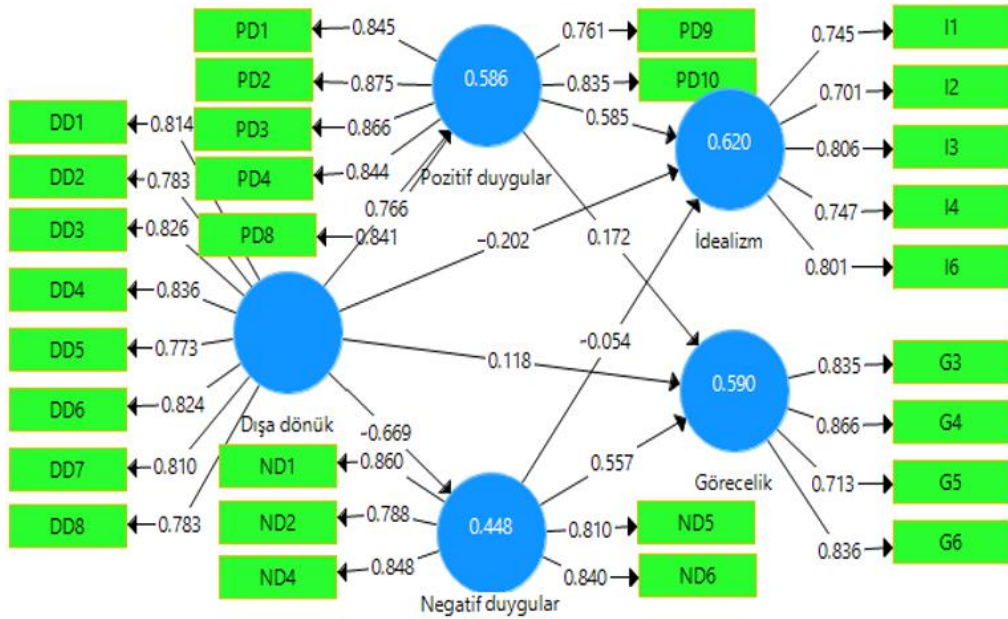 PD1
0.845
0.761
PD9
0.745
I1
PD2
0.875
0.586
0.835
PD10
0.701
I2
DD1
0.814
PD3
0.866
0.585
0.620
0.806
I3
DD2
0.783
PD4
0.844
Pozitif duygular
0.747
I4
DD3
0.826
PD8
0.841
0.766
-0.202
0.172
İdealizm
0.801
I6
DD4
0.836
DD5
0.773
0.118
-0.054
0.590
0.835
G3
DD6
0.824
Dışa dönük
-0.669
0.866
G4
DD7
0.810
ND1
0.860
0.557
Görecelik
0.713
G5
DD8
0.783
ND2
0.788
0.448
0.810
ND5
0.836
G6
ND4
0.848
0.840
ND6
Negatif duygular